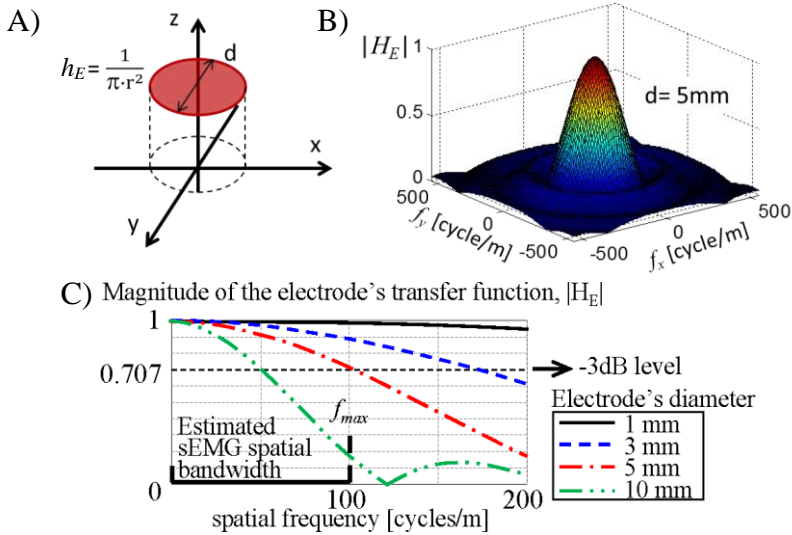 A)
z
d
h_E = 1/(π·r²)
x
y
B)
|H_E|
1
0.5
0
d= 5mm
500
0
-500
f_y [cycle/m]
-500
0
500
f_x [cycle/m]
C) Magnitude of the electrode's transfer function, |H_E|
1
0.707
0
-3dB level
f_max
Estimated
sEMG spatial
bandwidth
100
200
spatial frequency [cycles/m]
Electrode's diameter
1 mm
3 mm
5 mm
10 mm